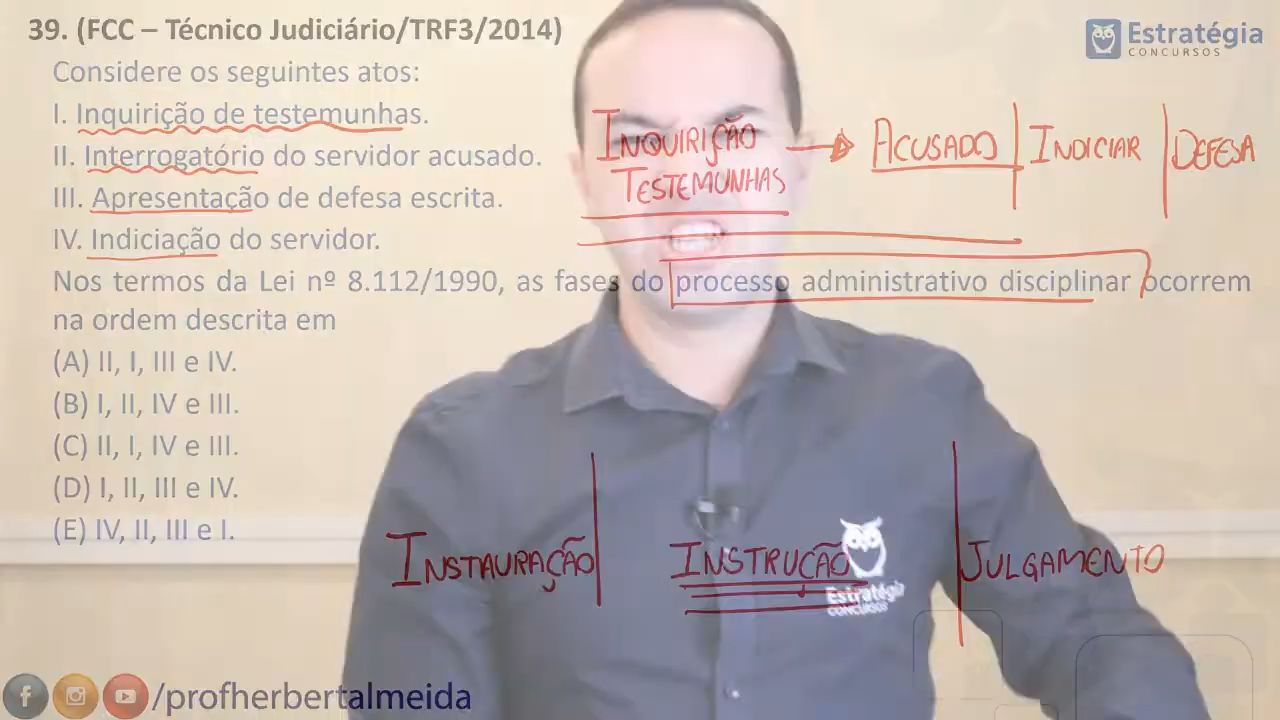 39. (FCC – Técnico Judiciário/TRF3/2014)
Estratégia
CONCURSOS
Considere os seguintes atos:
I. Inquirição de testemunhas.
II. Interrogatório do servidor acusado.
III. Apresentação de defesa escrita.
IV. Indiciação do servidor.
INQUIRIÇÃO
TESTEMUNHAS
ACUSADO
INDICIAR
DEFESA
Nos termos da Lei nº 8.112/1990, as fases do processo administrativo disciplinar ocorrem
na ordem descrita em
(A) II, I, III e IV.
(B) I, II, IV e III.
(C) II, I, IV e III.
(D) I, II, III e IV.
(E) IV, II, III e I.
INSTAURAÇÃO
INSTRUÇÃO
JULGAMENTO
Estratégia
CONCURSOS
/profherbertalmeida